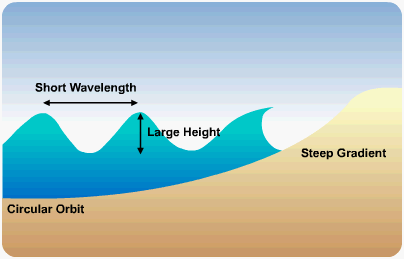 Short Wavelength
Large Height
Steep Gradient
Circular Orbit